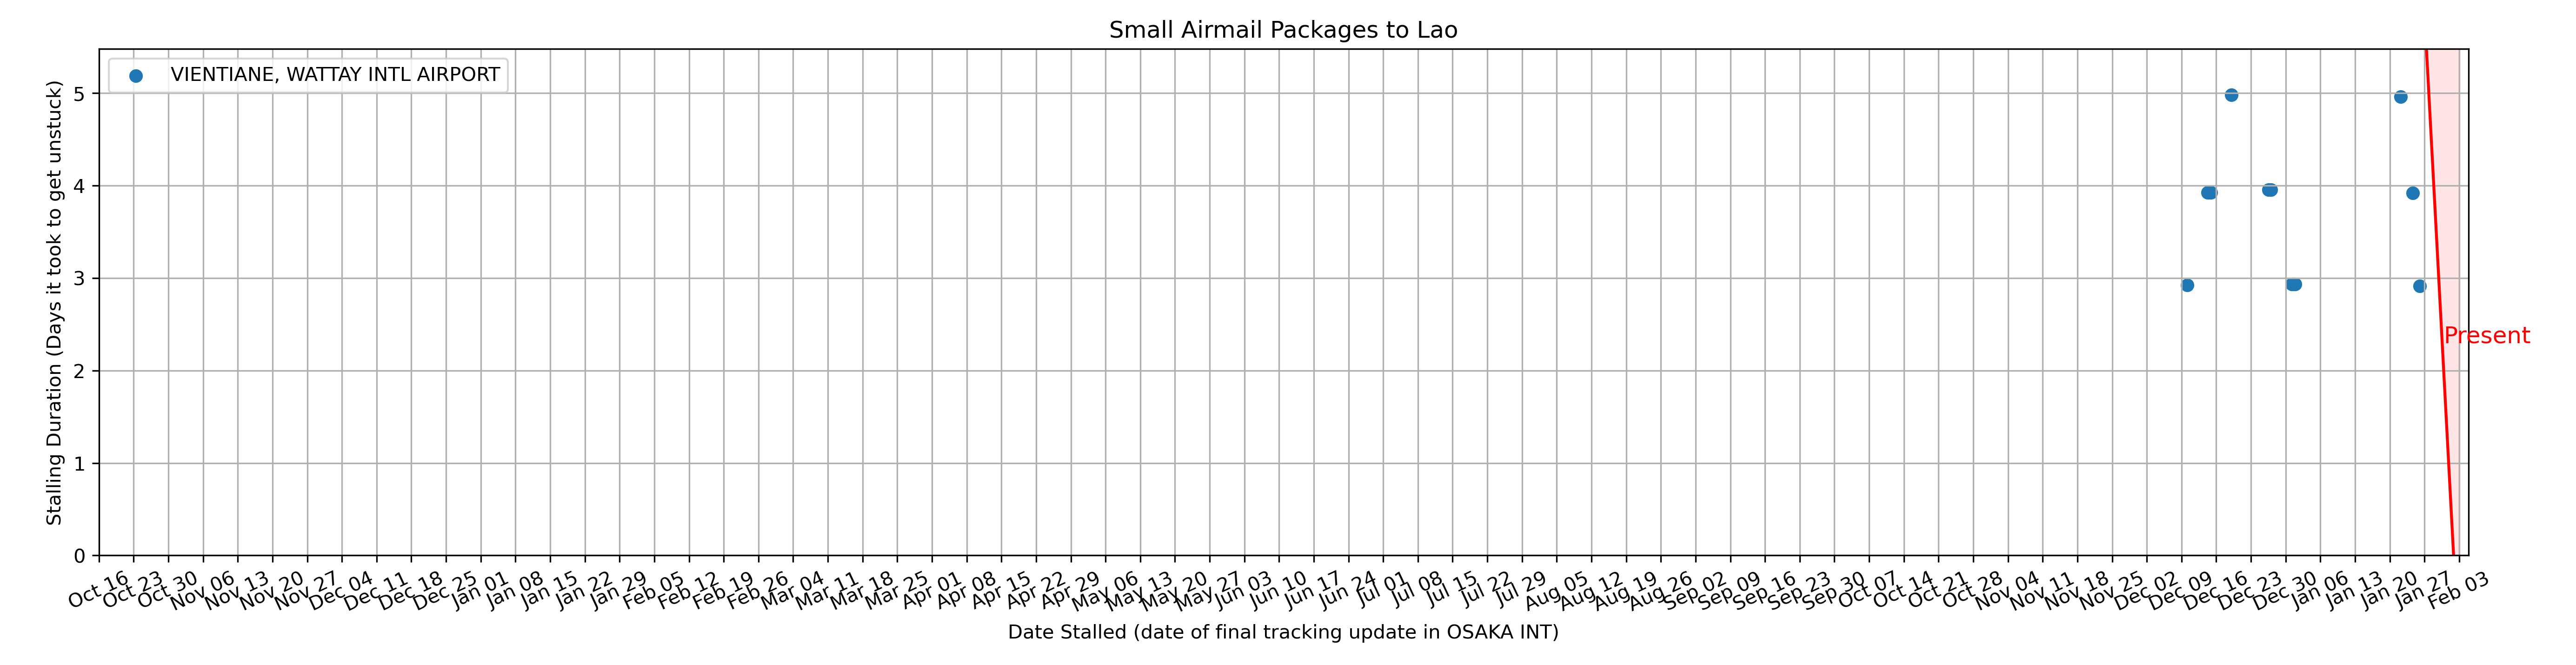 Small Airmail Packages to Lao
VIENTIANE, WATTAY INTL AIRPORT
Stalling Duration (Days it took to get unstuck)
5
4
3
2
1
0
Present
Oct 16 Oct 23 Oct 30 Nov 06 Nov 13 Nov 20 Nov 27 Dec 04 Dec 11 Dec 18 Dec 25 Jan 01 Jan 08 Jan 15 Jan 22 Jan 29 Feb 05 Feb 12 Feb 19 Feb 26 Mar 04 Mar 11 Mar 18 Mar 25 Apr 01 Apr 08 Apr 15 Apr 22 Apr 29 May 06 May 13 May 20 May 27 Jun 03 Jun 10 Jun 17 Jun 24 Jul 01 Jul 08 Jul 15 Jul 22 Jul 29 Aug 05 Aug 12 Aug 19 Aug 26 Sep 02 Sep 09 Sep 16 Sep 23 Sep 30 Oct 07 Oct 14 Oct 21 Oct 28 Nov 04 Nov 11 Nov 18 Nov 25 Dec 02 Dec 09 Dec 16 Dec 23 Dec 30 Jan 06 Jan 13 Jan 20 Jan 27 Feb 03
Date Stalled (date of final tracking update in OSAKA INT)